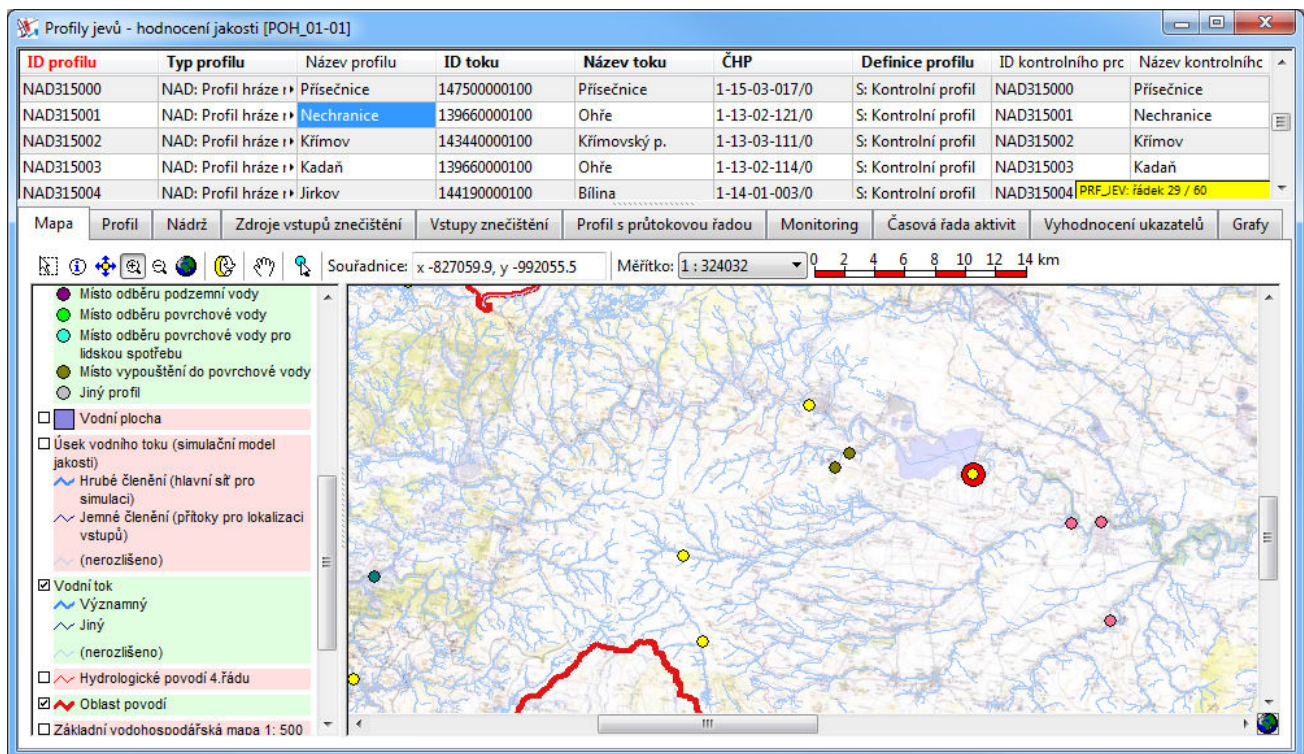 Profily jevů - hodnocení jakosti [POH_01-01]
ID profilu Typ profilu Název profilu ID toku Název toku ČHP Definice profilu ID kontrolního prc Název kontrolníhc
NAD315000 NAD: Profil hráze r Přísečnice 147500000100 Přísečnice 1-15-03-017/0 S: Kontrolní profil NAD315000 Přísečnice
NAD315001 NAD: Profil hráze r Nechranice 139660000100 Ohře 1-13-02-121/0 S: Kontrolní profil NAD315001 Nechranice
NAD315002 NAD: Profil hráze r Křímov 143440000100 Křímovský p. 1-13-03-111/0 S: Kontrolní profil NAD315002 Křímov
NAD315003 NAD: Profil hráze r Kadaň 139660000100 Ohře 1-13-02-114/0 S: Kontrolní profil NAD315003 Kadaň
NAD315004 NAD: Profil hráze r Jirkov 144190000100 Bílina 1-14-01-003/0 S: Kontrolní profil NAD315004 PRF_JEV: řádek 29 / 60
Mapa Profil Nádrž Zdroje vstupů znečištění Vstupy znečištění Profil s průtokovou řadou Monitoring Časová řada aktivit Vyhodnocení ukazatelů Grafy
Souřadnice: x -827059.9, y -992055.5 Měřítko: 1 : 324032 0 2 4 6 8 10 12 14 km
Místo odběru podzemní vody
Místo odběru povrchové vody
Místo odběru povrchové vody pro
lidskou spotřebu
Místo vypouštění do povrchové vody
Jiný profil
Vodní plocha
Úsek vodního toku (simulační model
jakosti)
Hrubé členění (hlavní síť pro
simulaci)
Jemné členění (přítoky pro lokalizaci
vstupů)
(nerozlišeno)
Vodní tok
Významný
Jiný
(nerozlišeno)
Hydrologické povodí 4.řádu
Oblast povodí
Základní vodohospodářská mapa 1: 500